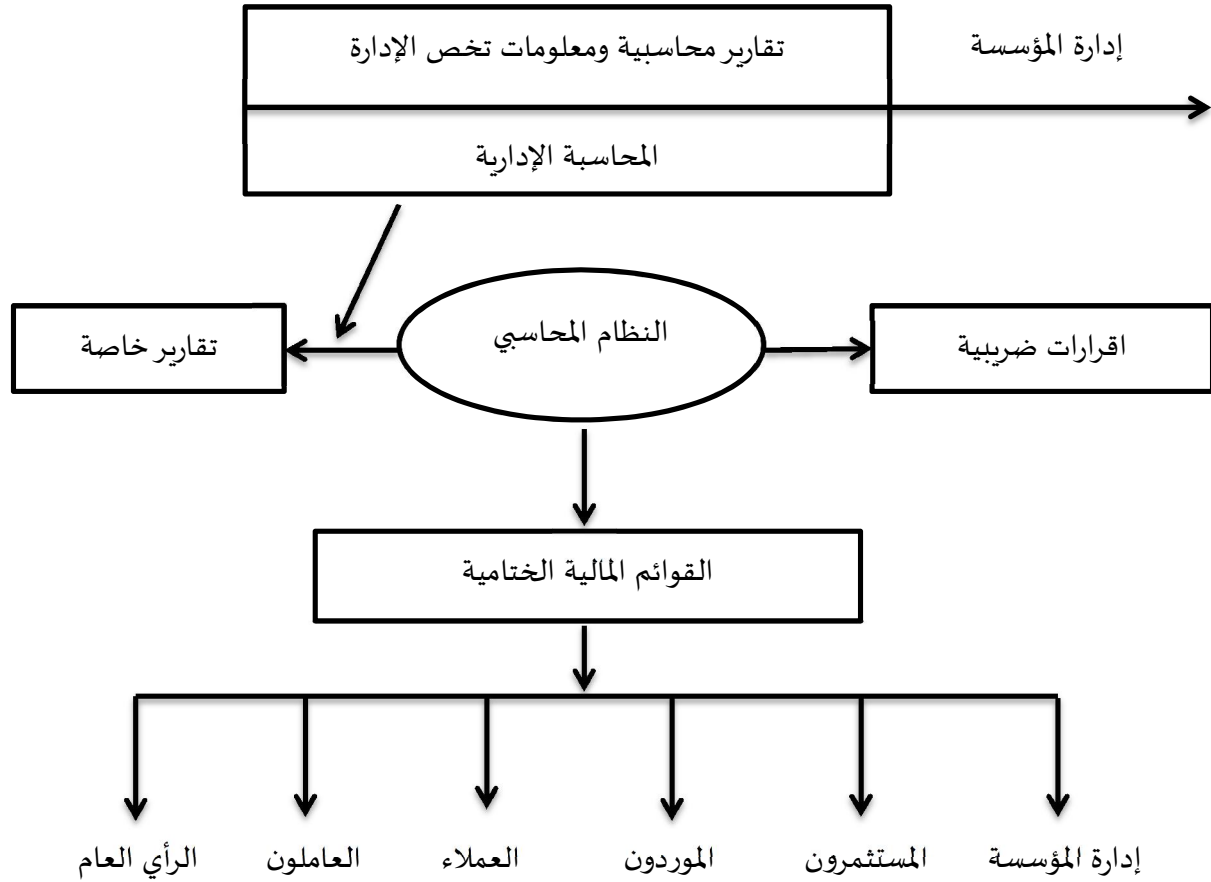 تقارير محاسبية ومعلومات تخص الإدارة
إدارة المؤسسة
المحاسبة الإدارية
اقرارات ضريبية
النظام المحاسبي
تقارير خاصة
القوائم المالية الختامية
إدارة المؤسسة
المستثمرون
الموردون
العملاء
العاملون
الرأي العام